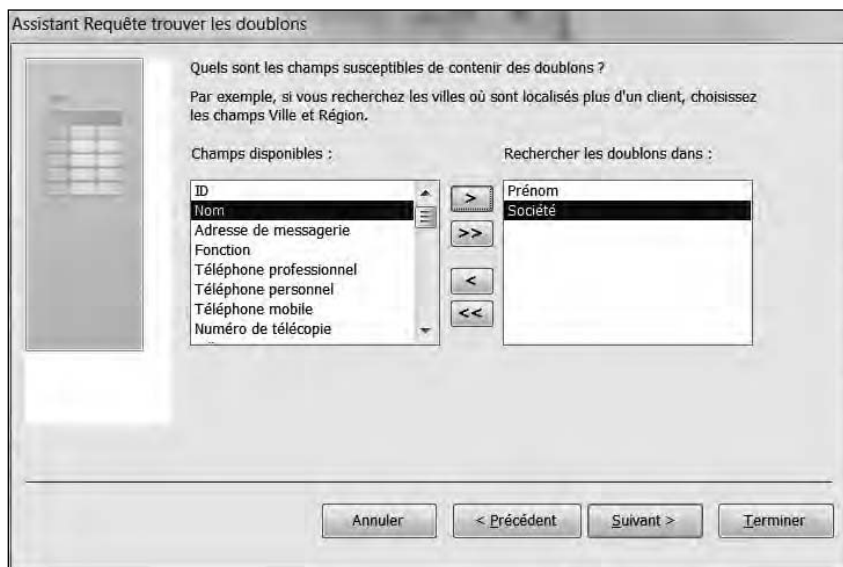 Assistant Requête trouver les doublons
Quels sont les champs susceptibles de contenir des doublons ?
Par exemple, si vous recherchez les villes où sont localisés plus d'un client, choisissez
les champs Ville et Région.
Champs disponibles :
Rechercher les doublons dans :
ID
Nom
Adresse de messagerie
Fonction
Téléphone professionnel
Téléphone personnel
Téléphone mobile
Numéro de télécopie
>
>>
<
<<
Prénom
Société
Annuler
< Précédent
Suivant >
Terminer